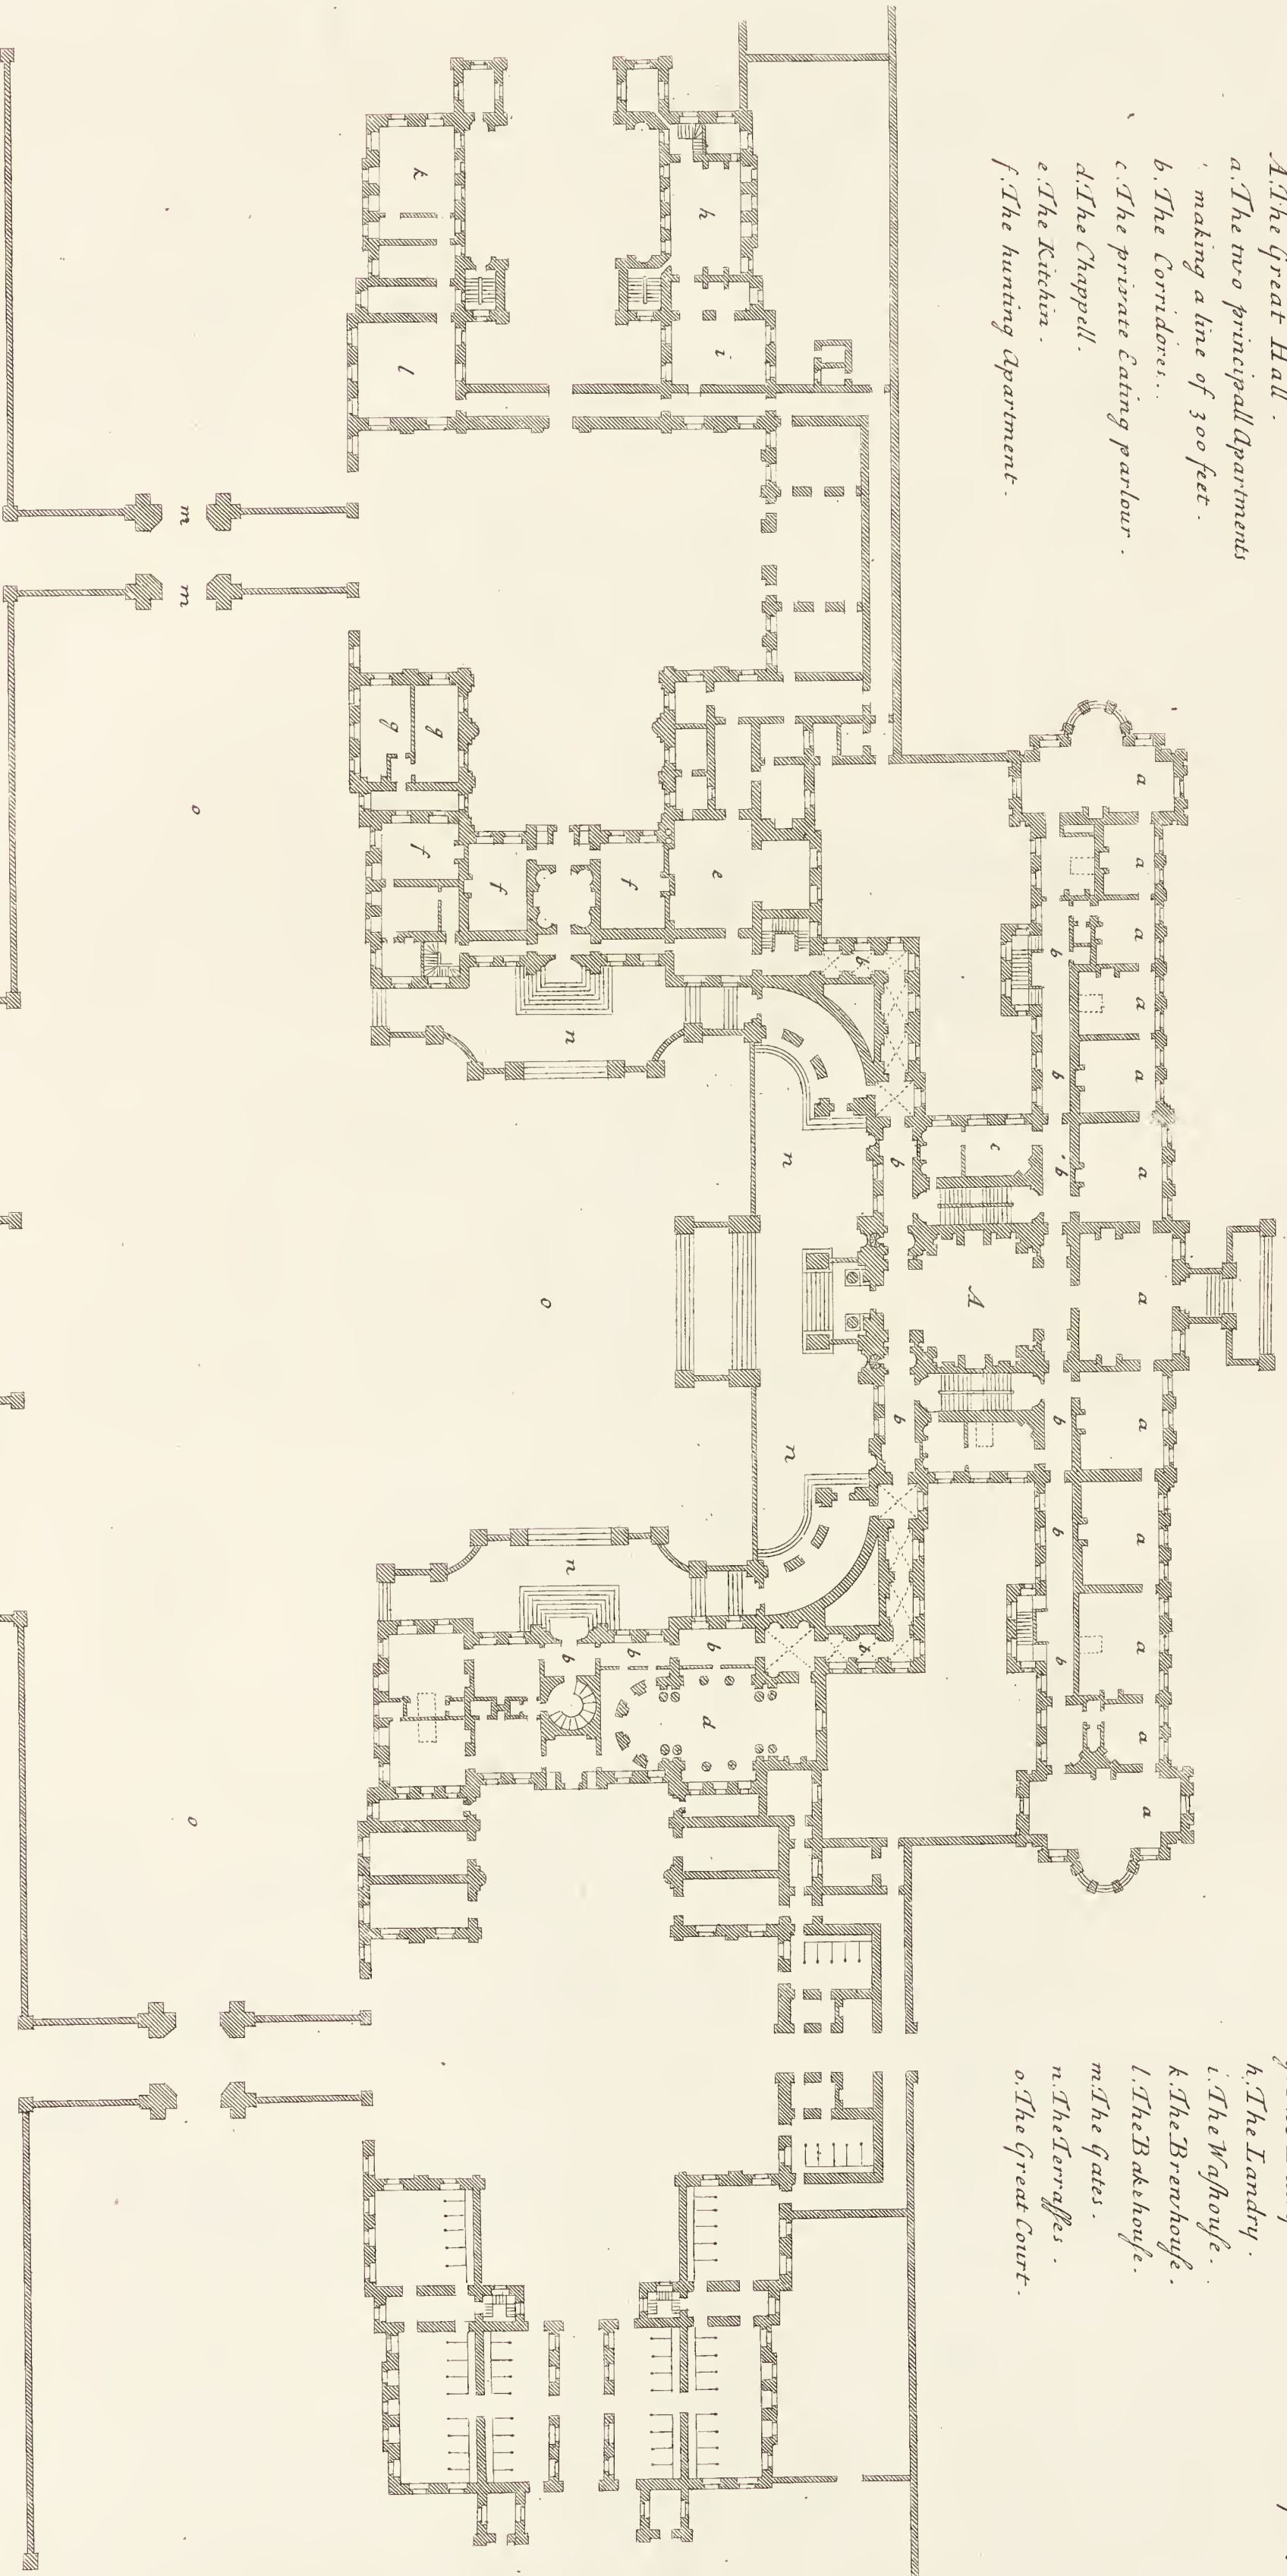 A. The Great Hall.
a. The two principall Apartments
making a line of 300 feet.
b. The Corridores..
c. The private Eating parlour.
d. The Chappell.
e. The Kitchin.
f. The hunting Apartment.
h. The Landry.
i. The Waſhouſe.
k. The Brewhouſe.
l. The Bakehouſe.
m. The Gates.
n. The Terraſſes.
o. The Great Court.
a a a a a a a a a a a a
b b b b b b
c A
b b
b b
n n
h i e d b
f b
n b n
o
f
g
k l g f
m m o o